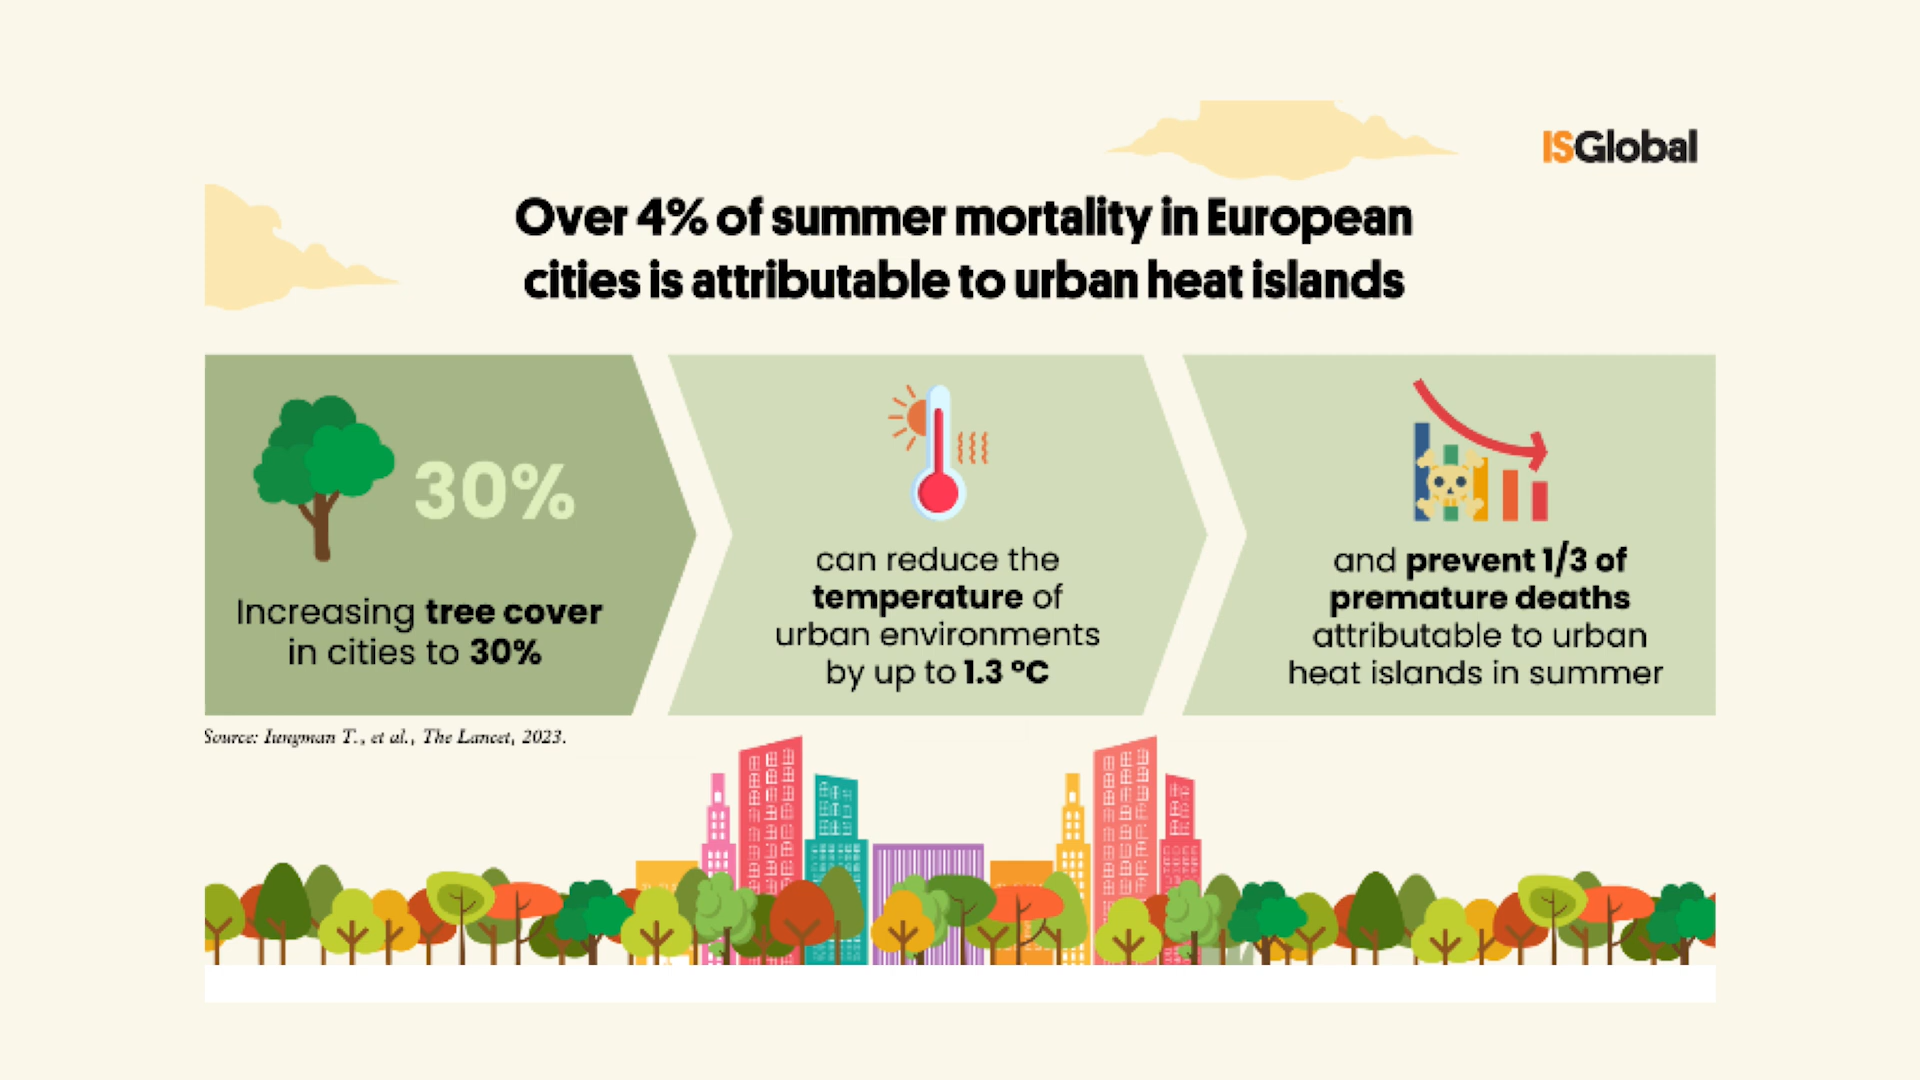 ISGlobal
Over 4% of summer mortality in European
cities is attributable to urban heat islands
30%
Increasing tree cover
in cities to 30%
can reduce the
temperature of
urban environments
by up to 1.3 ºC
and prevent 1/3 of
premature deaths
attributable to urban
heat islands in summer
Source: Iungman T., et al., The Lancet, 2023.